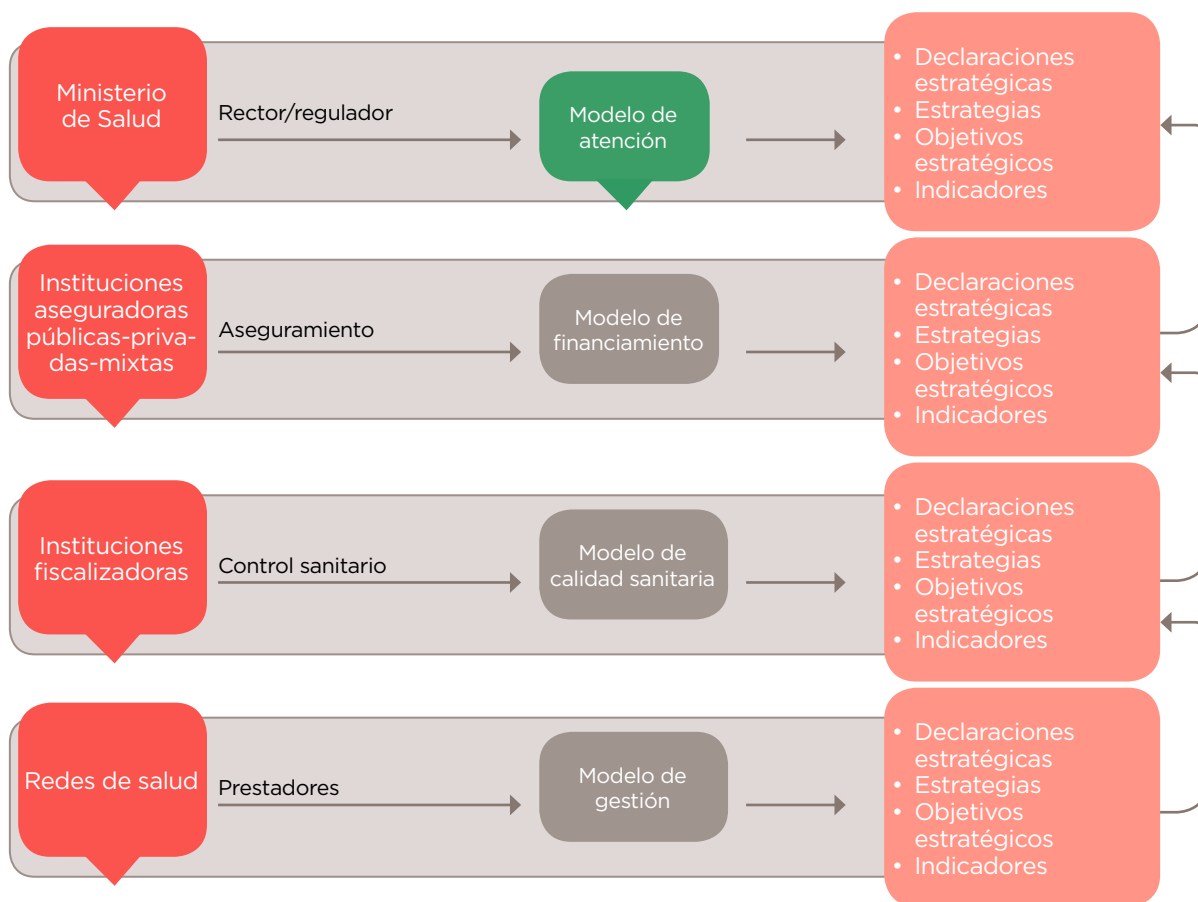 Ministerio
de Salud
Rector/regulador
Modelo de
atención
• Declaraciones
estratégicas
• Estrategias
• Objetivos
estratégicos
• Indicadores
Instituciones
aseguradoras
públicas-priva-
das-mixtas
Aseguramiento
Modelo de
financiamiento
• Declaraciones
estratégicas
• Estrategias
• Objetivos
estratégicos
• Indicadores
Instituciones
fiscalizadoras
Control sanitario
Modelo de
calidad sanitaria
• Declaraciones
estratégicas
• Estrategias
• Objetivos
estratégicos
• Indicadores
Redes de salud
Prestadores
Modelo de
gestión
• Declaraciones
estratégicas
• Estrategias
• Objetivos
estratégicos
• Indicadores